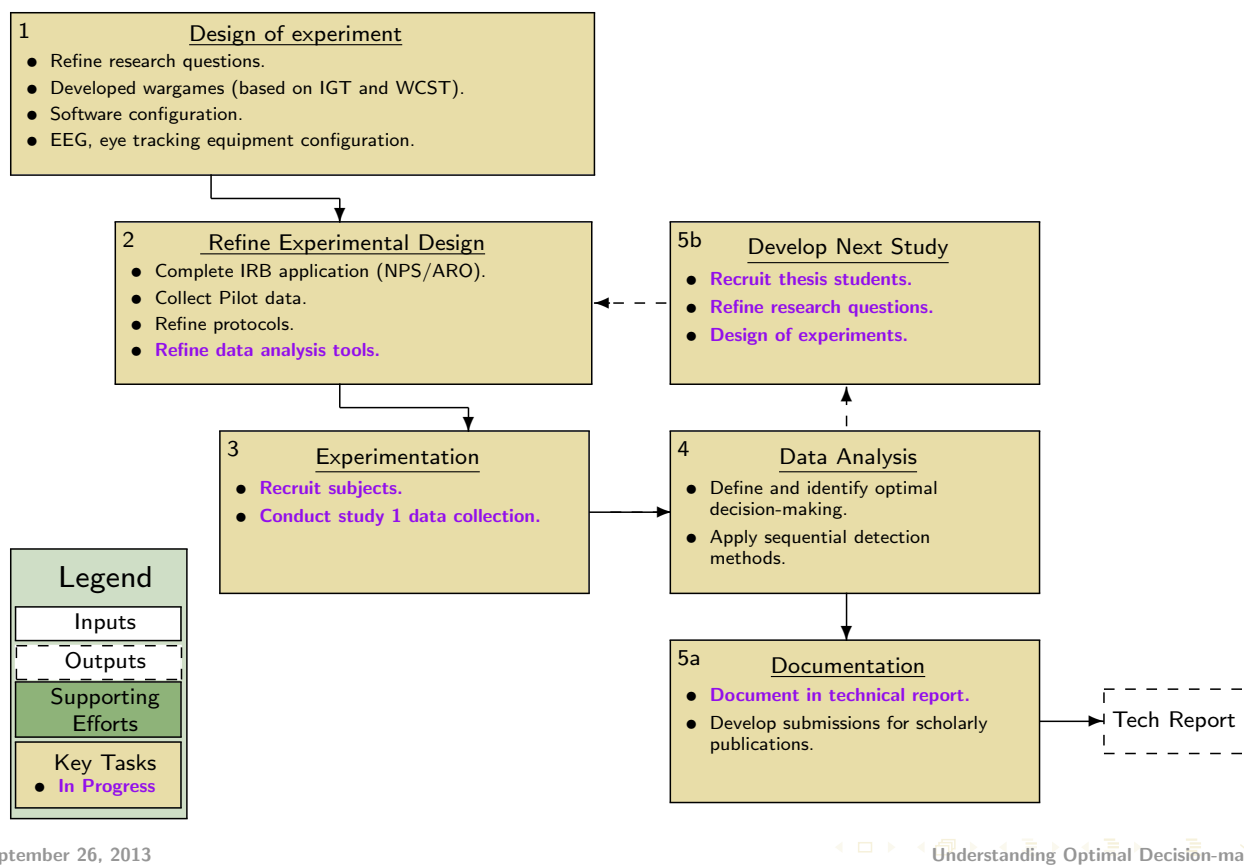 1
Design of experiment
● Refine research questions.
● Developed wargames (based on IGT and WCST).
● Software configuration.
● EEG, eye tracking equipment configuration.
2
Refine Experimental Design
● Complete IRB application (NPS/ARO).
● Collect Pilot data.
● Refine protocols.
● Refine data analysis tools.
5b
Develop Next Study
● Recruit thesis students.
● Refine research questions.
● Design of experiments.
3
Experimentation
● Recruit subjects.
● Conduct study 1 data collection.
4
Data Analysis
● Define and identify optimal
decision-making.
● Apply sequential detection
methods.
Legend
Inputs
Outputs
Supporting
Efforts
Key Tasks
● In Progress
5a
Documentation
● Document in technical report.
● Develop submissions for scholarly
publications.
Tech Report
ptember 26, 2013
Understanding Optimal Decision-ma